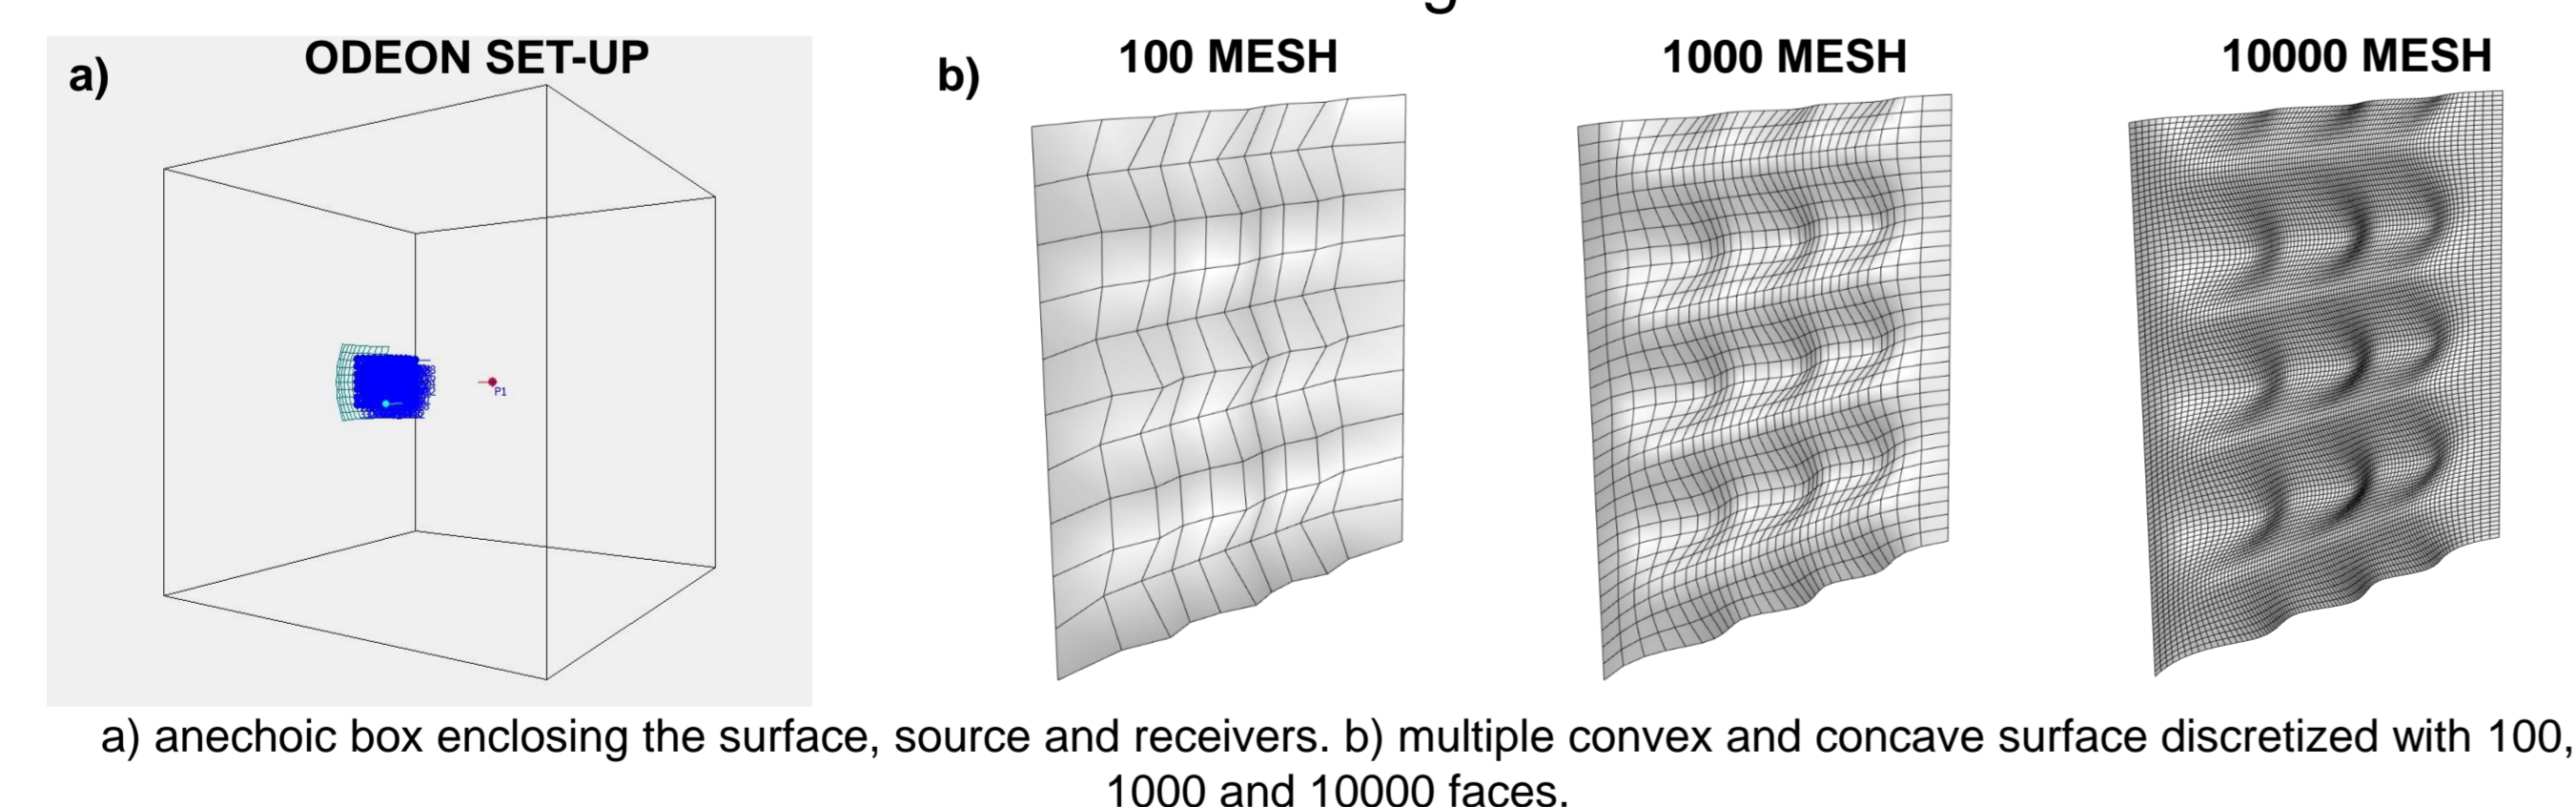 a)
ODEON SET-UP
P1
b)
100 MESH
1000 MESH
10000 MESH
a) anechoic box enclosing the surface, source and receivers. b) multiple convex and concave surface discretized with 100,
1000 and 10000 faces.